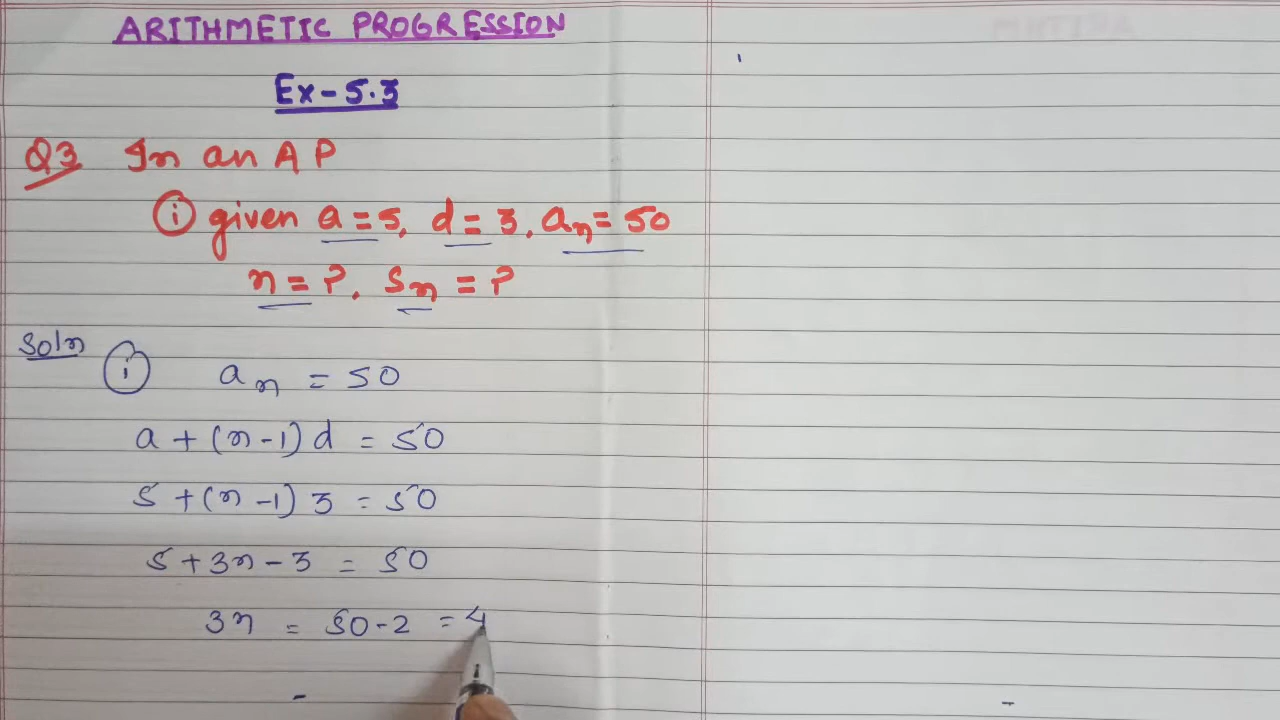 ARITHMETIC PROGRESSION
Ex-5.3
Q3 In an AP
(i) given a=5, d=3, an=50
n=?, Sn=?
Soln (i) an = 50
a+(n-1)d = 50
5+(n-1)3 = 50
5+3n-3 = 50
3n = 50-2 = 4